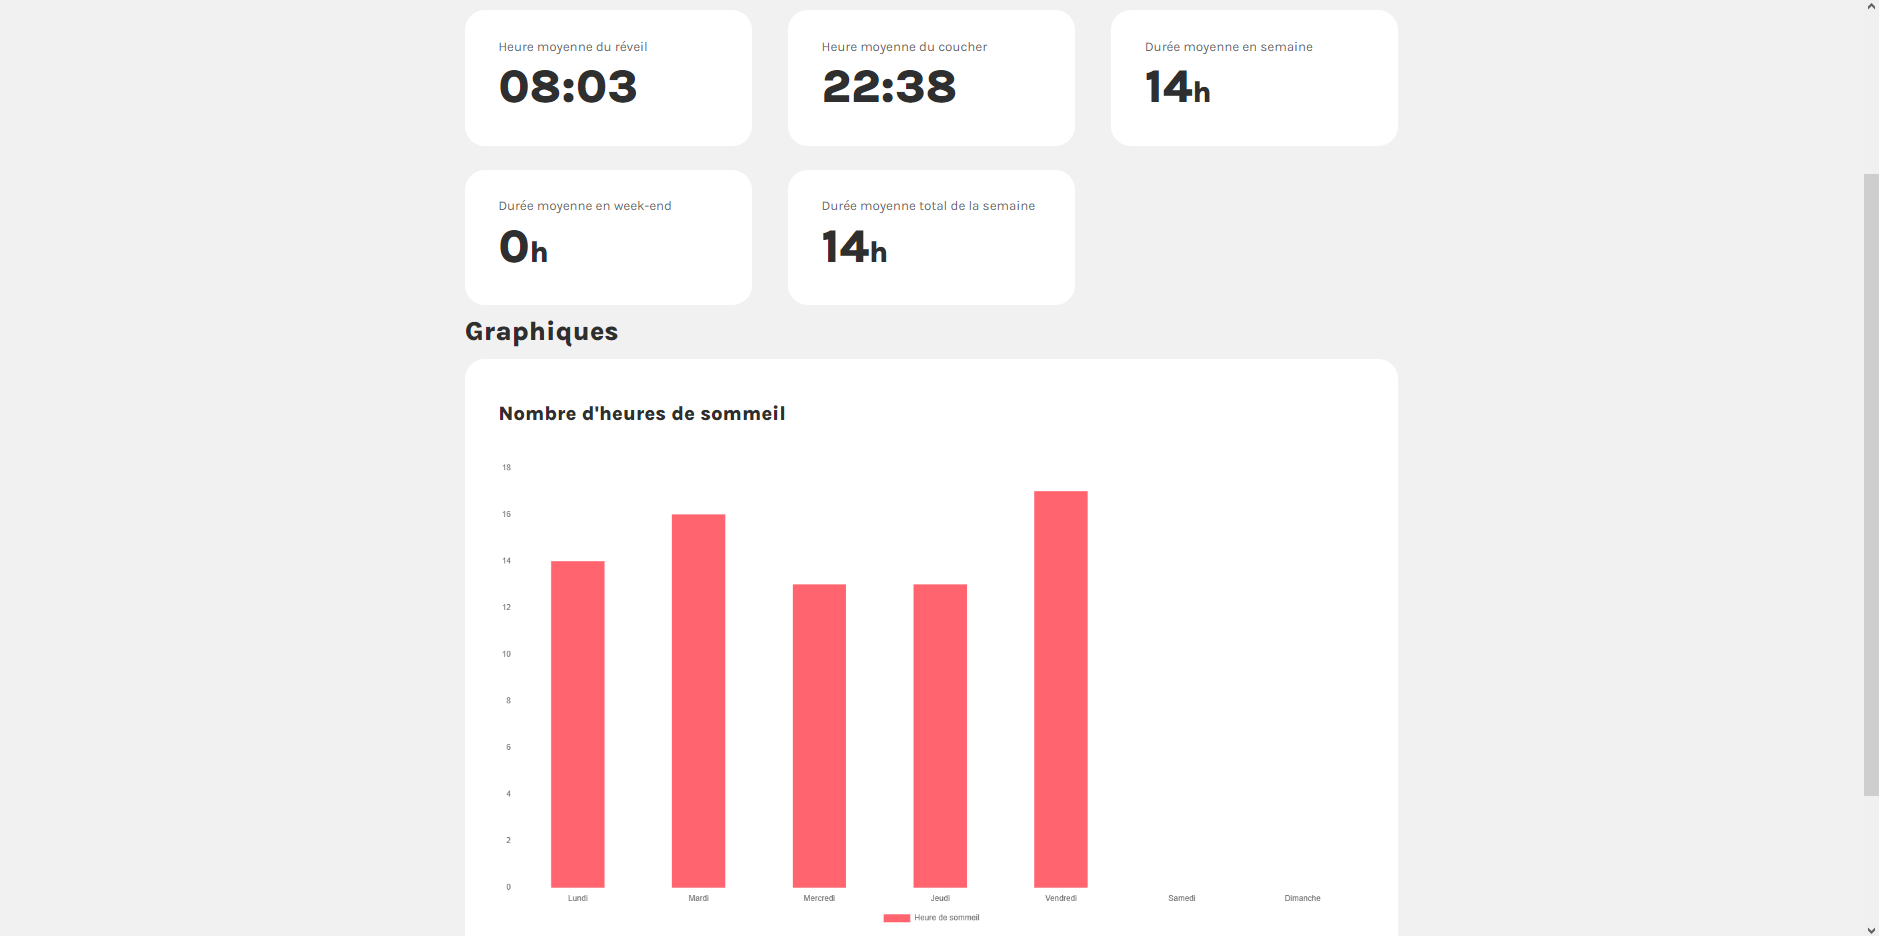 Heure moyenne du réveil
08:03
Heure moyenne du coucher
22:38
Durée moyenne en semaine
14h
Durée moyenne en week-end
0h
Durée moyenne total de la semaine
14h
Graphiques
Nombre d'heures de sommeil
18
16
14
12
10
8
6
4
2
0
Lundi Mardi Mercredi Jeudi Vendredi Samedi Dimanche
Heure de sommeil